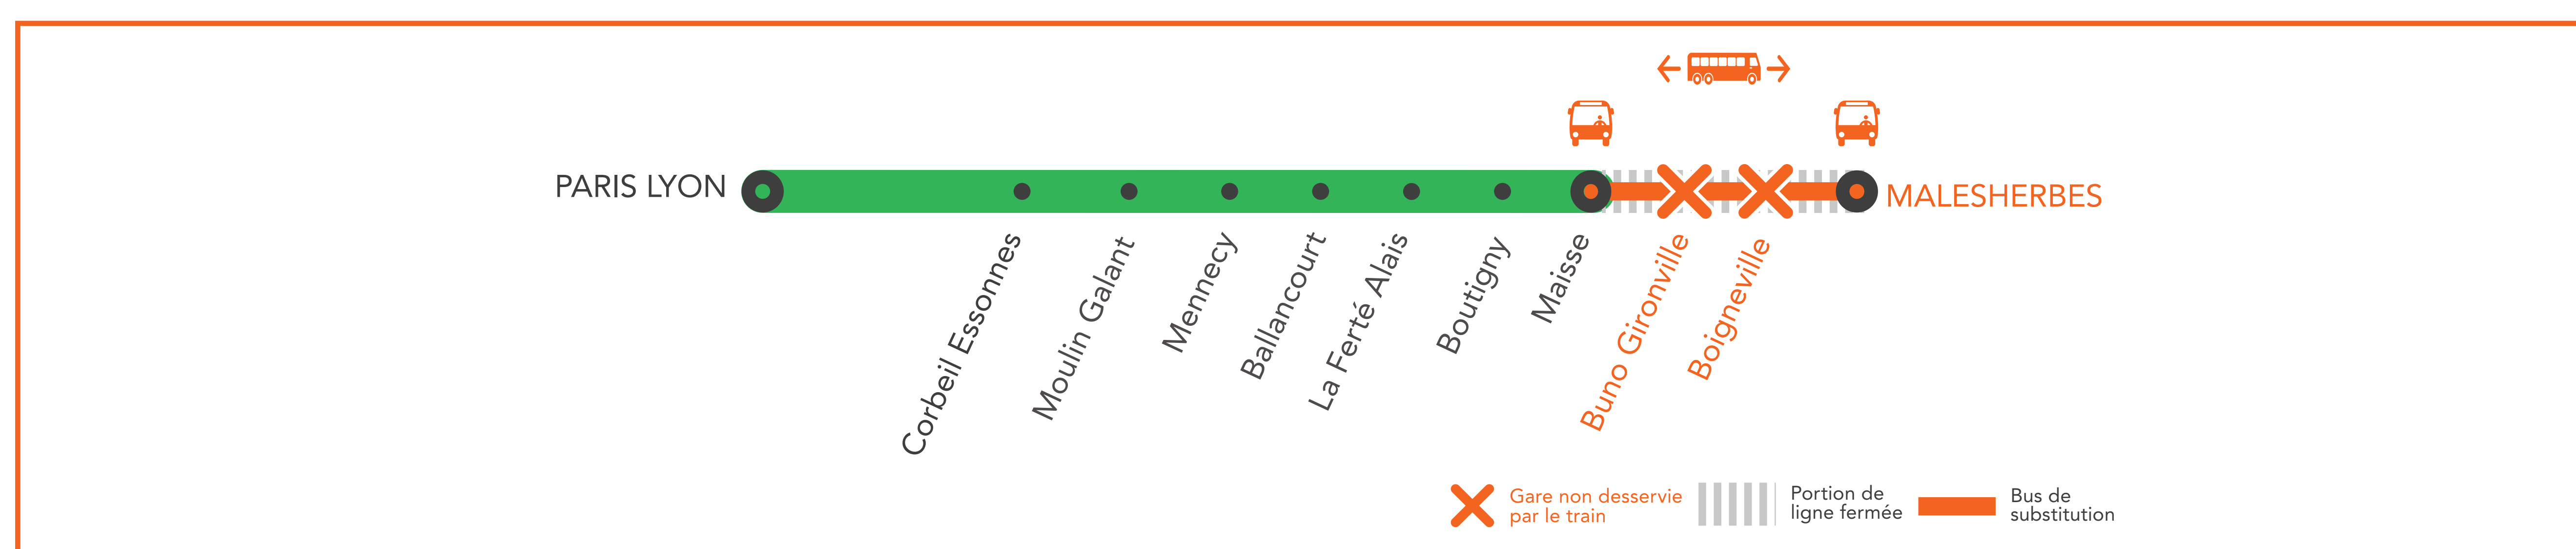 PARIS LYON
Corbeil Essonnes
Moulin Galant
Mennecy
Ballancourt
La Ferté Alais
Boutigny
Maisse
Buno Gironville
Boigneville
MALESHERBES
Gare non desservie
par le train
Portion de
ligne fermée
Bus de
substitution